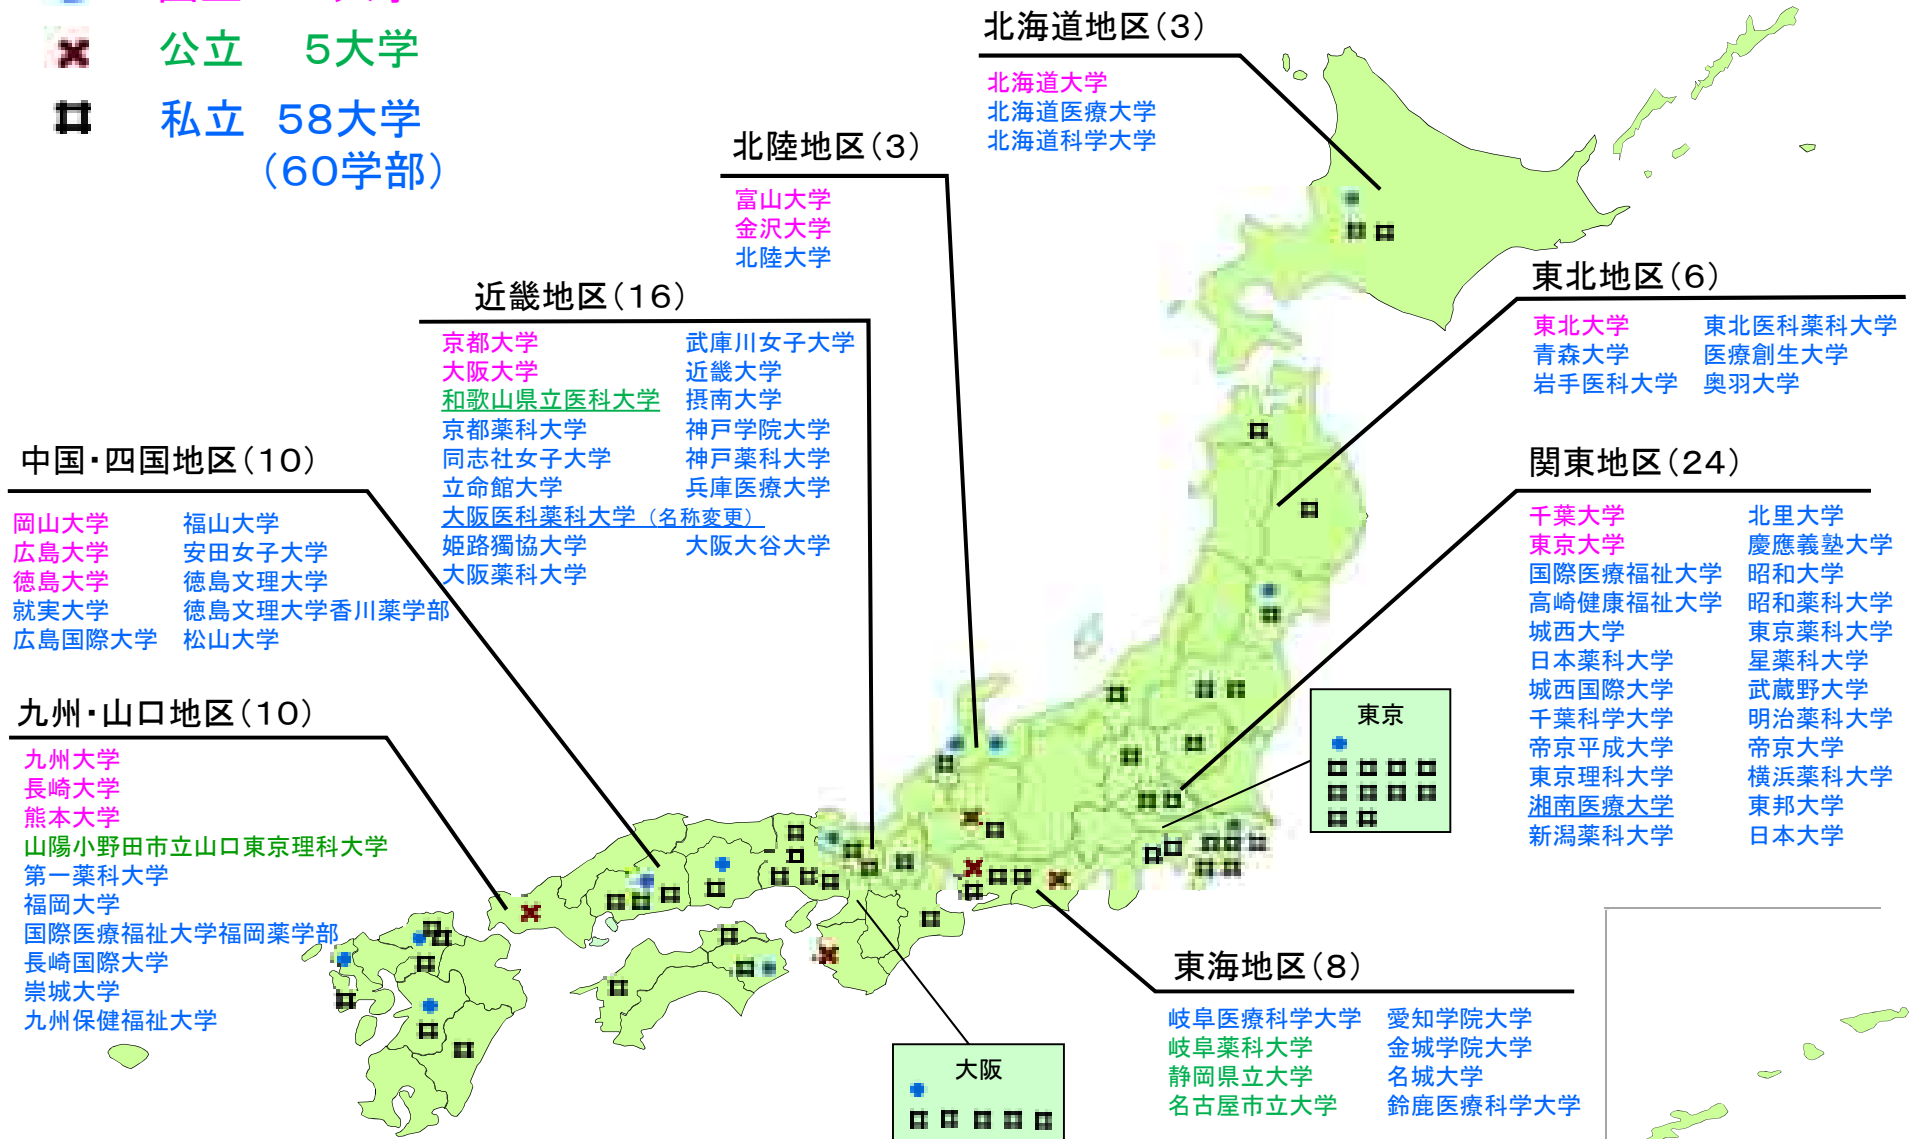 公立　5大学
私立　58大学
（60学部）
北海道地区（3）
北海道大学
北海道医療大学
北海道科学大学
北陸地区（3）
富山大学
金沢大学
北陸大学
東北地区（6）
東北大学　東北医科薬科大学
青森大学　医療創生大学
岩手医科大学　奥羽大学
近畿地区（16）
京都大学　武庫川女子大学
大阪大学　近畿大学
和歌山県立医科大学　摂南大学
京都薬科大学　神戸学院大学
同志社女子大学　神戸薬科大学
立命館大学　兵庫医療大学
大阪医科薬科大学（名称変更）
姫路獨協大学　大阪大谷大学
大阪薬科大学
中国・四国地区（10）
岡山大学　福山大学
広島大学　安田女子大学
徳島大学　徳島文理大学
就実大学　徳島文理大学香川薬学部
広島国際大学　松山大学
関東地区（24）
千葉大学　北里大学
東京大学　慶應義塾大学
国際医療福祉大学　昭和大学
高崎健康福祉大学　昭和薬科大学
城西大学　東京薬科大学
日本薬科大学　星薬科大学
城西国際大学　武蔵野大学
千葉科学大学　明治薬科大学
帝京平成大学　帝京大学
東京理科大学　横浜薬科大学
湘南医療大学　東邦大学
新潟薬科大学　日本大学
九州・山口地区（10）
九州大学
長崎大学
熊本大学
山陽小野田市立山口東京理科大学
第一薬科大学
福岡大学
国際医療福祉大学福岡薬学部
長崎国際大学
崇城大学
九州保健福祉大学
東京
東海地区（8）
岐阜医療科学大学　愛知学院大学
岐阜薬科大学　金城学院大学
静岡県立大学　名城大学
名古屋市立大学　鈴鹿医療科学大学
大阪